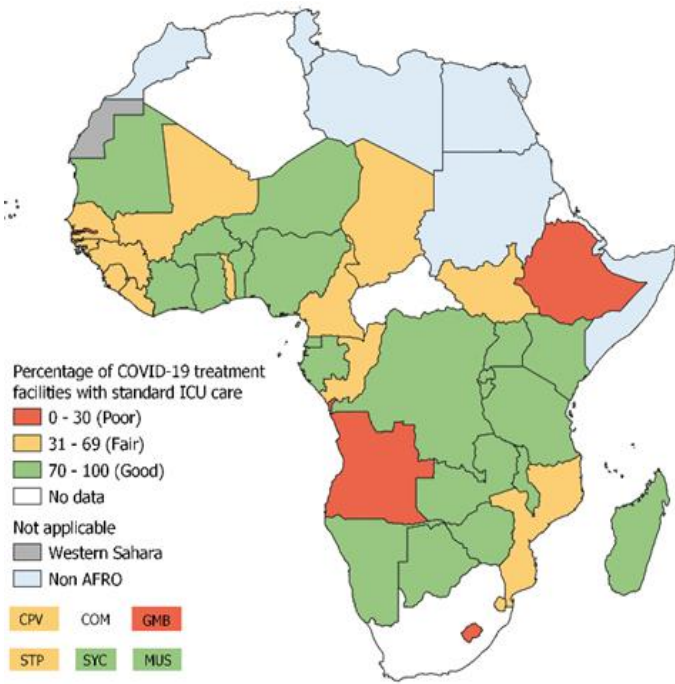 Percentage of COVID-19 treatment
facilities with standard ICU care
0 - 30 (Poor)
31 - 69 (Fair)
70 - 100 (Good)
No data
Not applicable
Western Sahara
Non AFRO
CPV COM GMB
STP SYC MUS